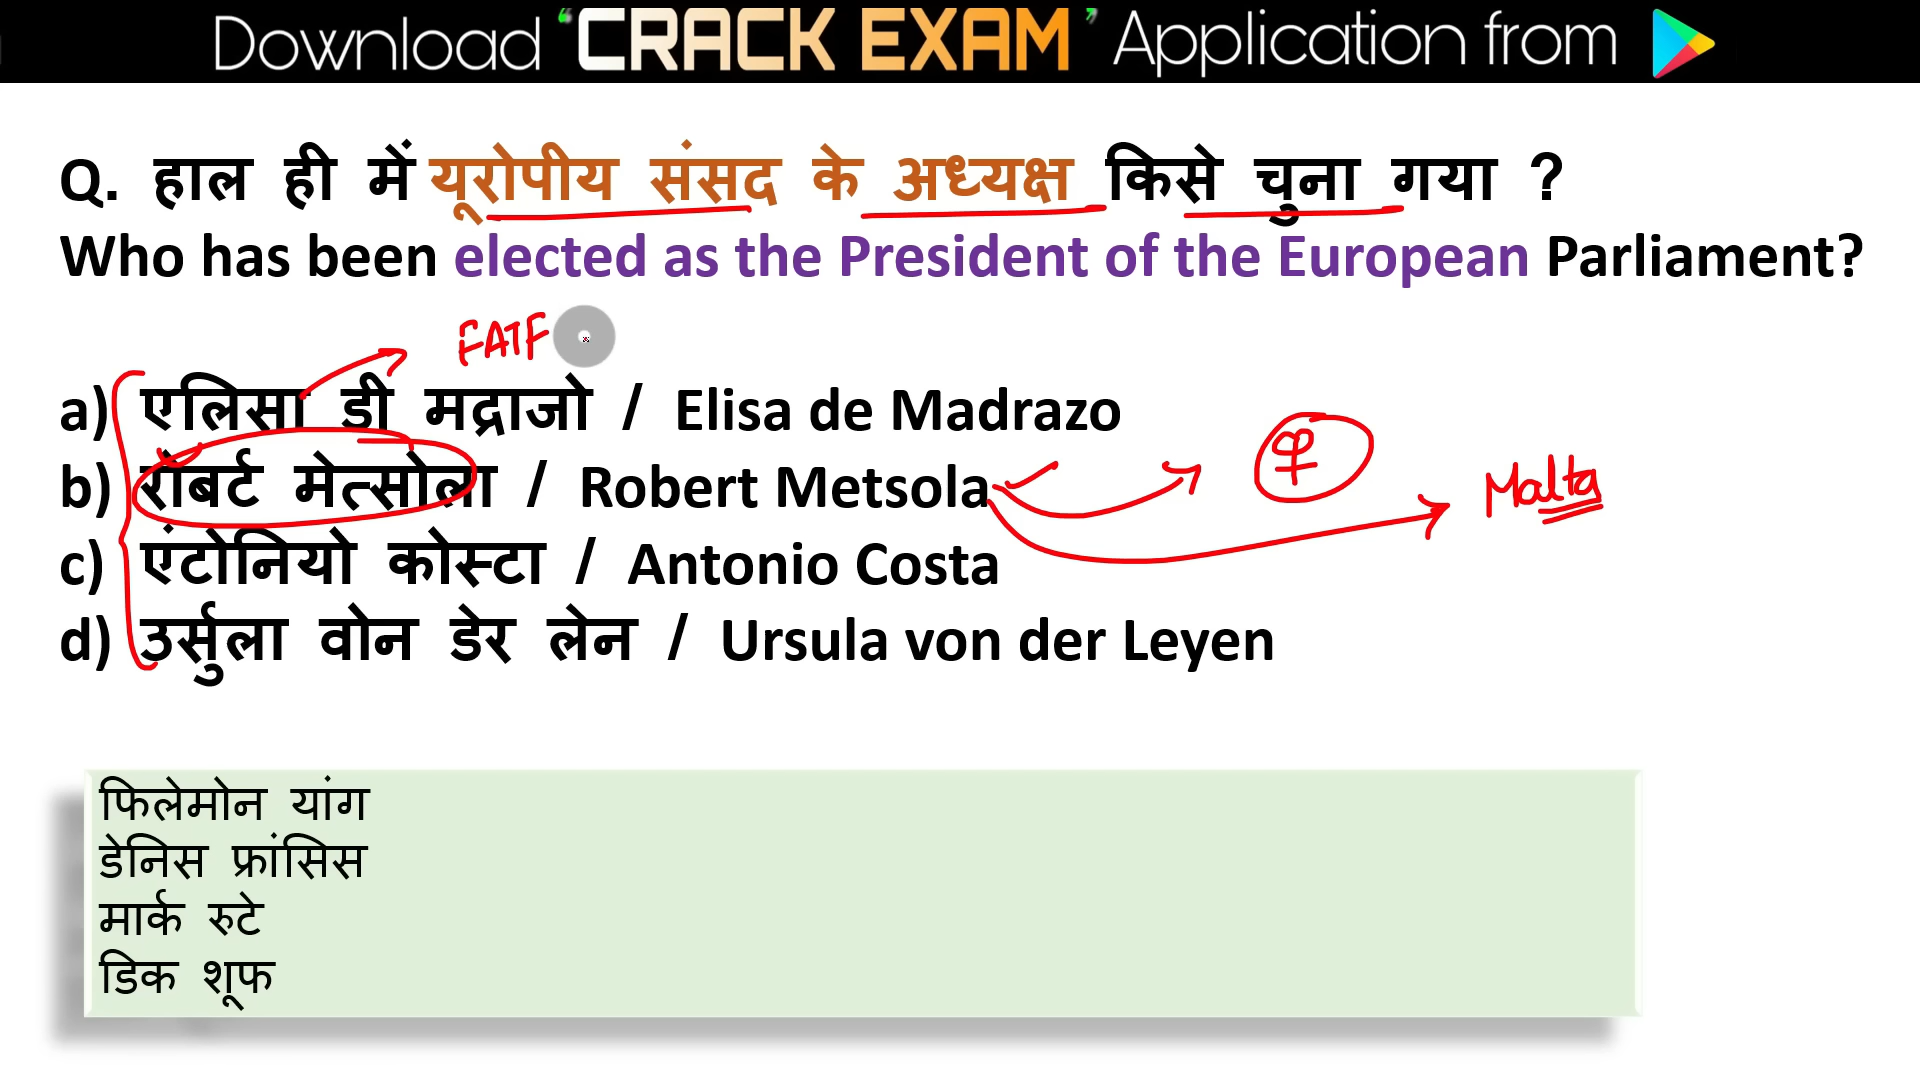 Download ‘CRACK EXAM’ Application from
Q. हाल ही में यूरोपीय संसद के अध्यक्ष किसे चुना गया ?
Who has been elected as the President of the European Parliament?
FATF
a) एलिसा डी मद्राजो / Elisa de Madrazo
b) रॉबर्ट मेत्सोला / Robert Metsola
Malta
c) एंटोनियो कोस्टा / Antonio Costa
d) उर्सुला वोन डेर लेन / Ursula von der Leyen
फिलेमोन यांग
डेनिस फ्रांसिस
मार्क रुटे
डिक शूफ